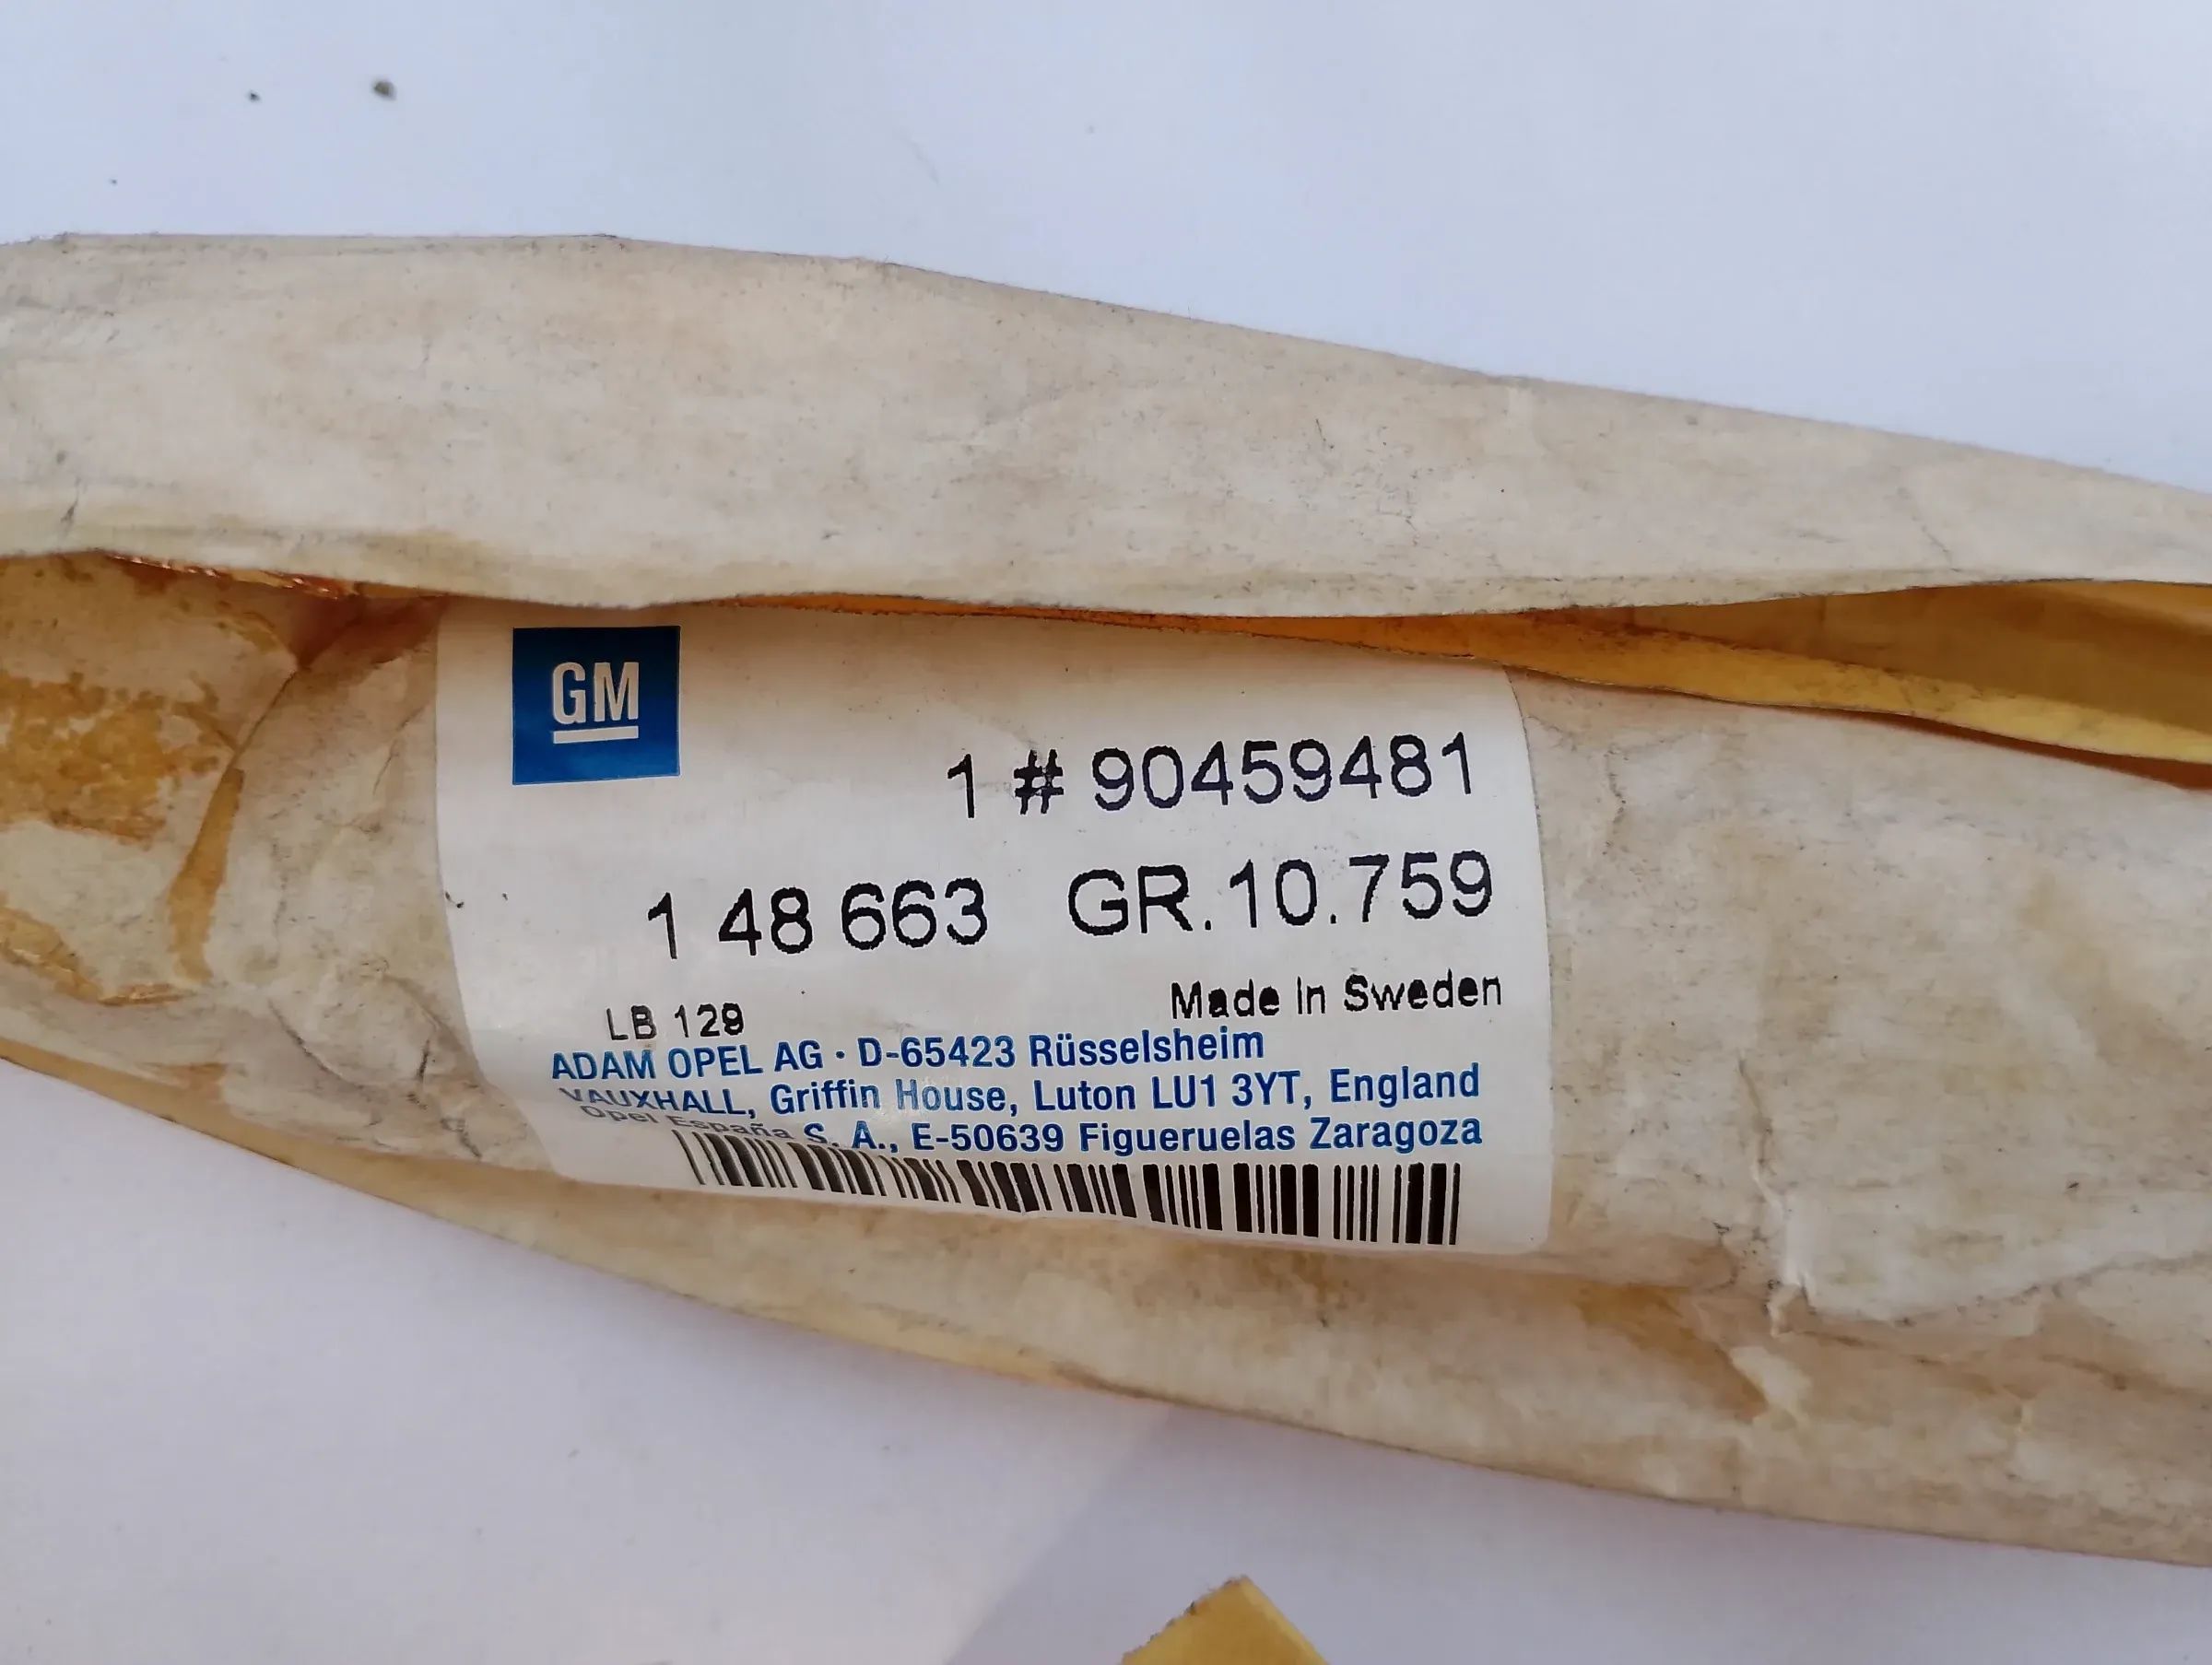 GM
1 # 90459481
1 48 663 GR.10.759
Made in Sweden
LB 129
ADAM OPEL AG · D-65423 Rüsselsheim
VAUXHALL, Griffin House, Luton LU1 3YT, England
Opel España S. A., E-50639 Figueruelas Zaragoza